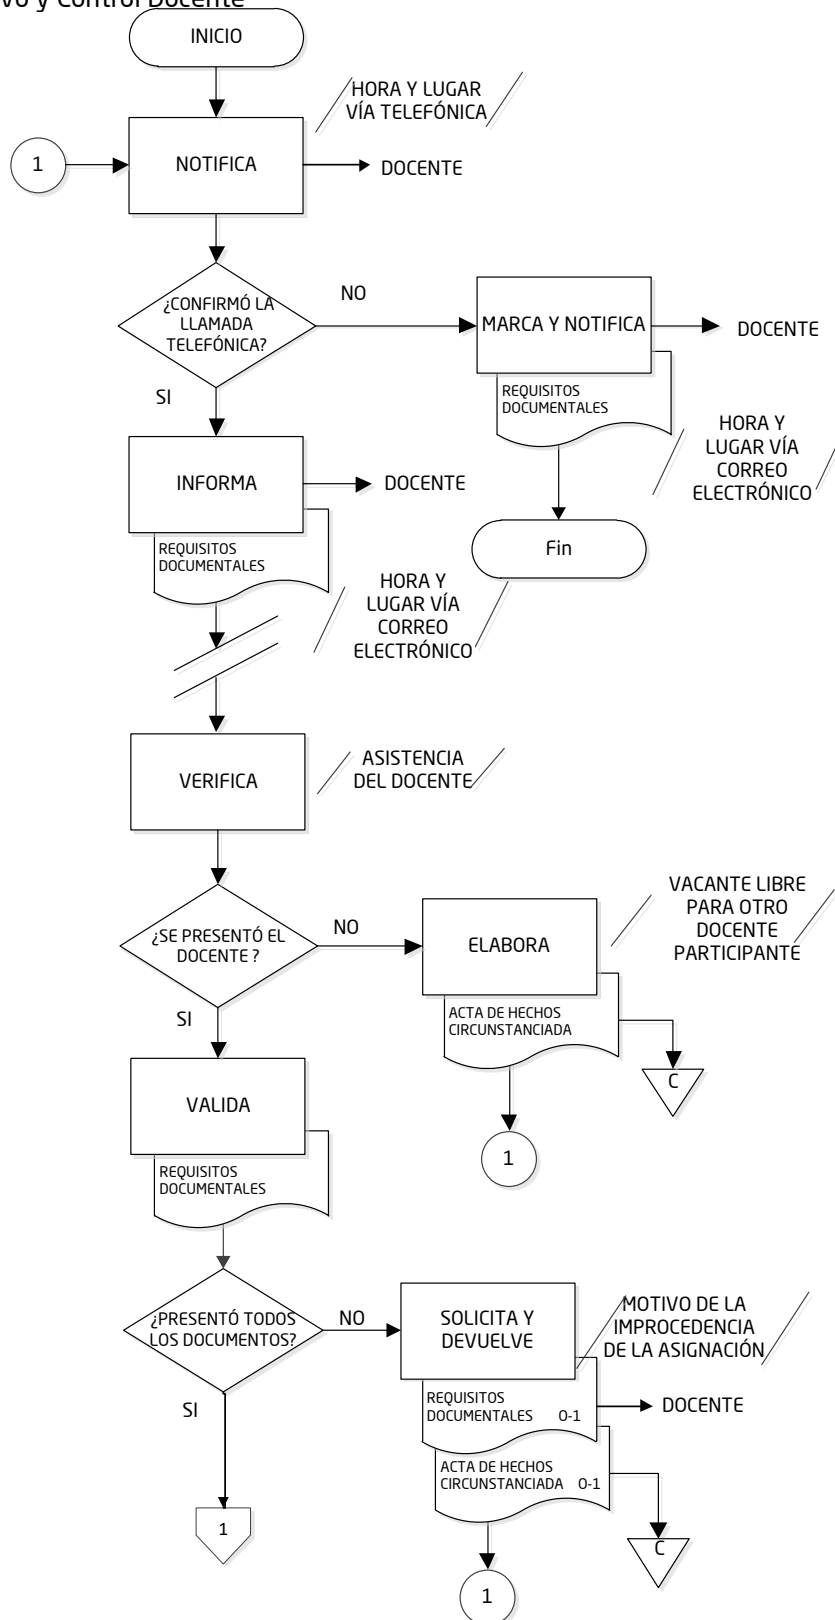 vo y Control Docente
INICIO
HORA Y LUGAR
VÍA TELEFÓNICA
1
NOTIFICA
DOCENTE
¿CONFIRMÓ LA
LLAMADA
TELEFÓNICA?
NO
MARCA Y NOTIFICA
DOCENTE
REQUISITOS
DOCUMENTALES
HORA Y
LUGAR VÍA
CORREO
ELECTRÓNICO
SI
INFORMA
DOCENTE
REQUISITOS
DOCUMENTALES
Fin
HORA Y
LUGAR VÍA
CORREO
ELECTRÓNICO
VERIFICA
ASISTENCIA
DEL DOCENTE
¿SE PRESENTÓ EL
DOCENTE ?
NO
ELABORA
VACANTE LIBRE
PARA OTRO
DOCENTE
PARTICIPANTE
ACTA DE HECHOS
CIRCUNSTANCIADA
C
1
SI
VALIDA
REQUISITOS
DOCUMENTALES
¿PRESENTÓ TODOS
LOS DOCUMENTOS?
NO
SOLICITA Y
DEVUELVE
MOTIVO DE LA
IMPROCEDENCIA
DE LA ASIGNACIÓN
REQUISITOS
DOCUMENTALES 0-1
DOCENTE
ACTA DE HECHOS
CIRCUNSTANCIADA 0-1
C
1
SI
1